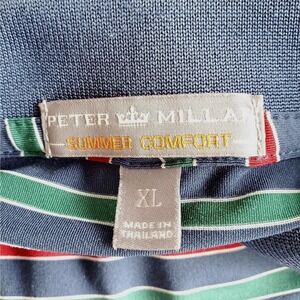 PETER MILLAR
SUMMER COMFORT
XL
MADE IN
THAILAND